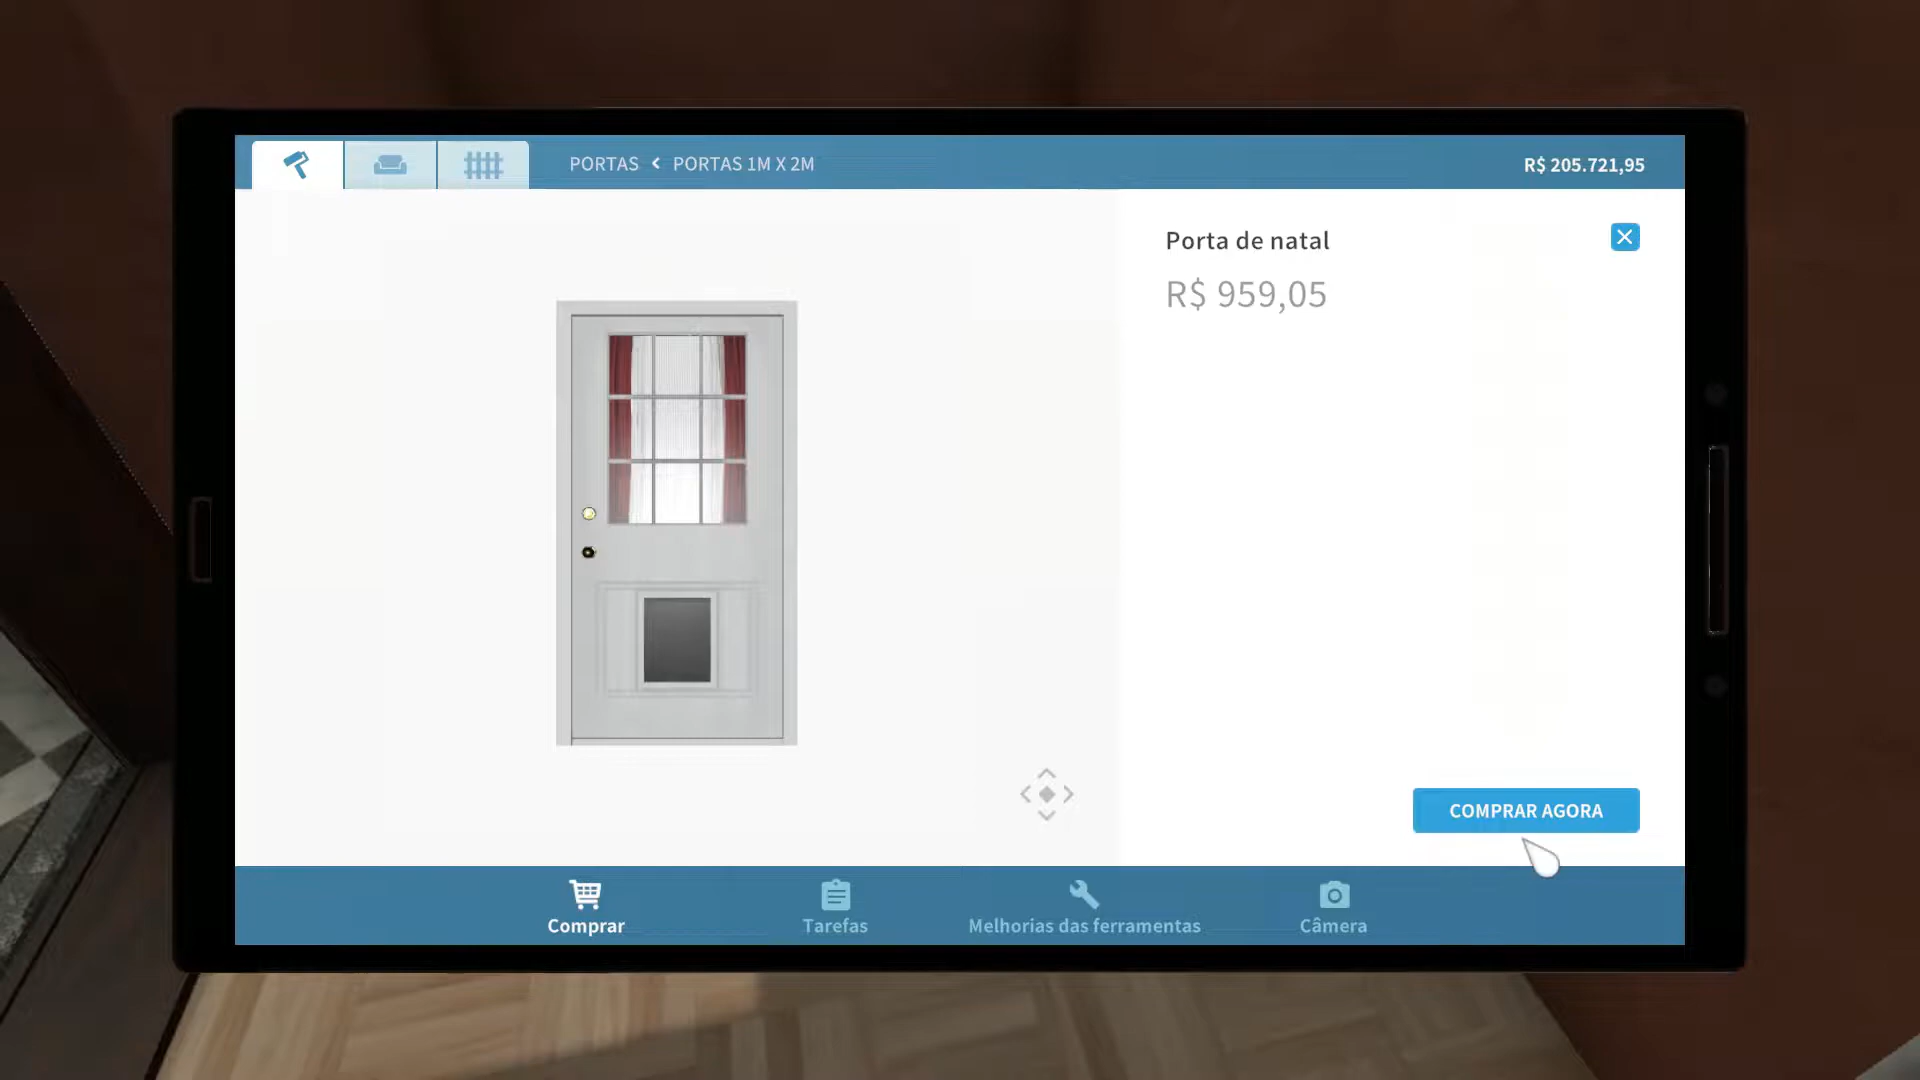 PORTAS < PORTAS 1M X 2M
R$ 205.721,95
Porta de natal
R$ 959,05
COMPRAR AGORA
Comprar
Tarefas
Melhorias das ferramentas
Câmera